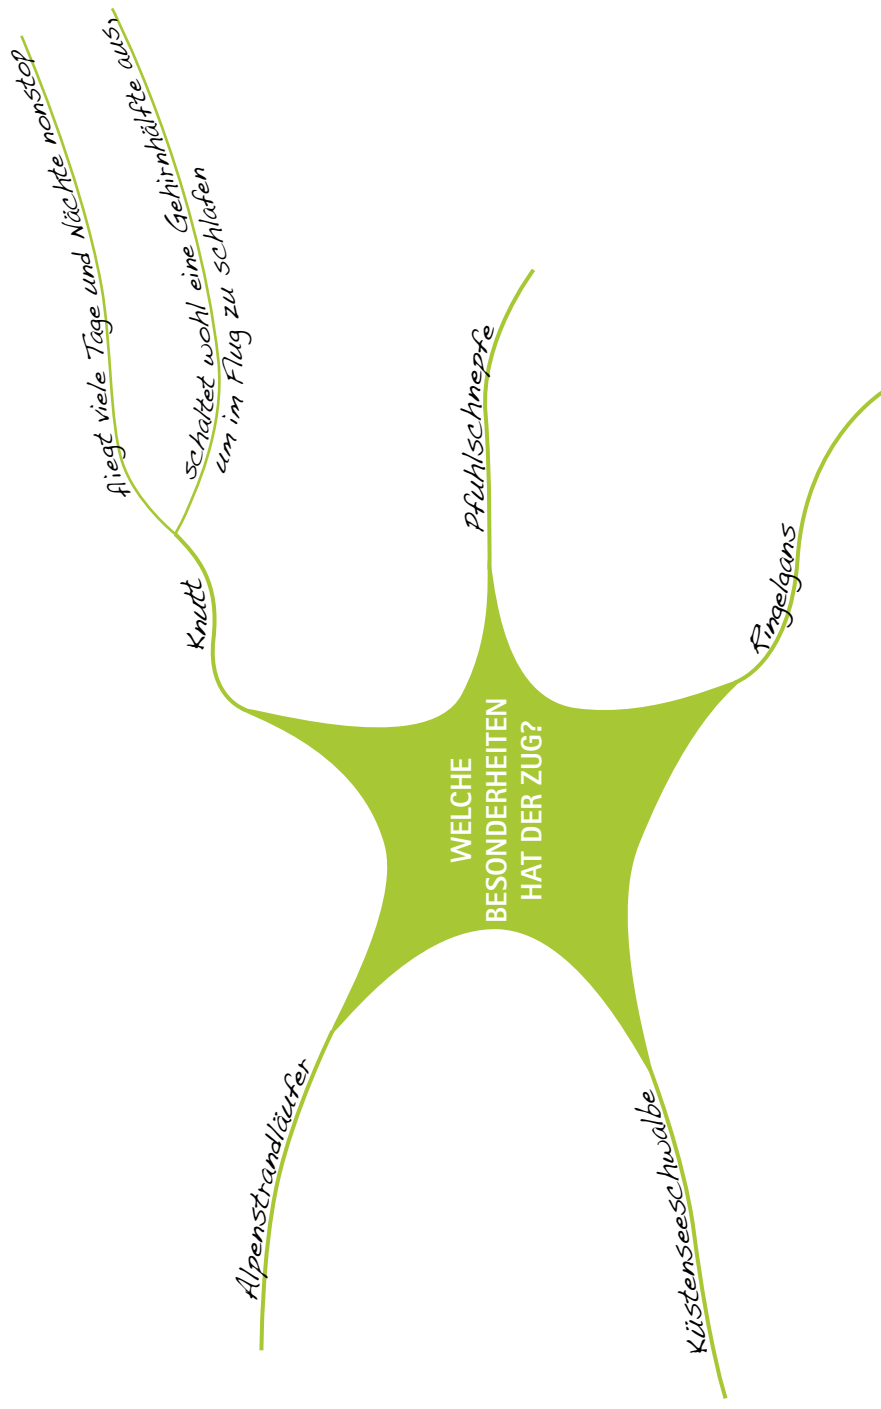 WELCHE
BESONDERHEITEN
HAT DER ZUG?
Alpenstrandläufer
Knutt
fliegt viele Tage und Nächte nonstop
schaltet wohl eine Gehirnhälfte aus,
um im Flug zu schlafen
Pfuhlschnepfe
Ringelgans
Küstenseeschwalbe